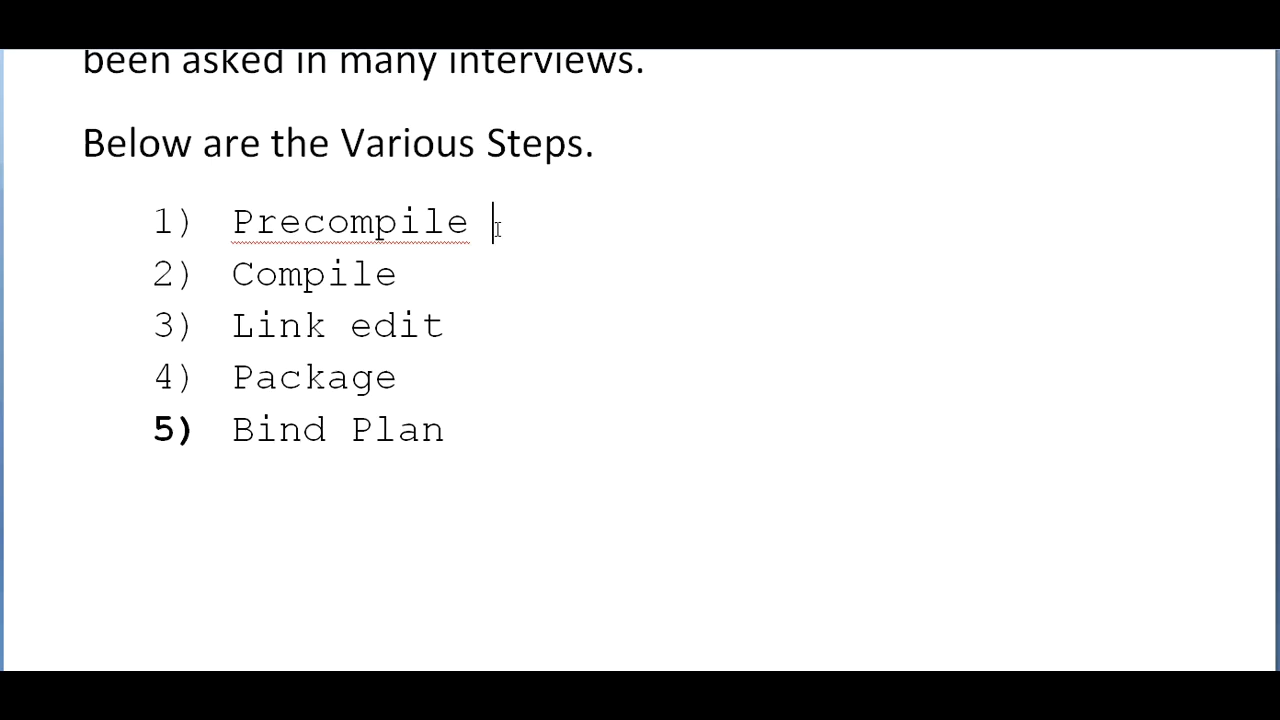 been asked in many interviews.
Below are the Various Steps.
1) Precompile
2) Compile
3) Link edit
4) Package
5) Bind Plan